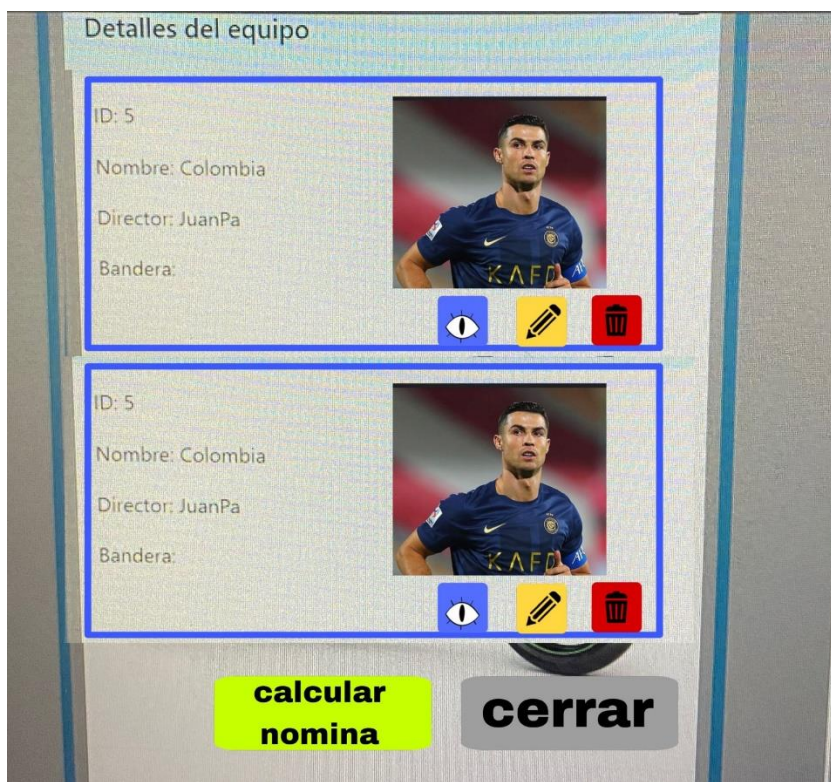 Detalles del equipo
ID: 5
Nombre: Colombia
Director: JuanPa
Bandera:
KAFD
ID: 5
Nombre: Colombia
Director: JuanPa
Bandera:
KAFD
calcular
nomina
cerrar